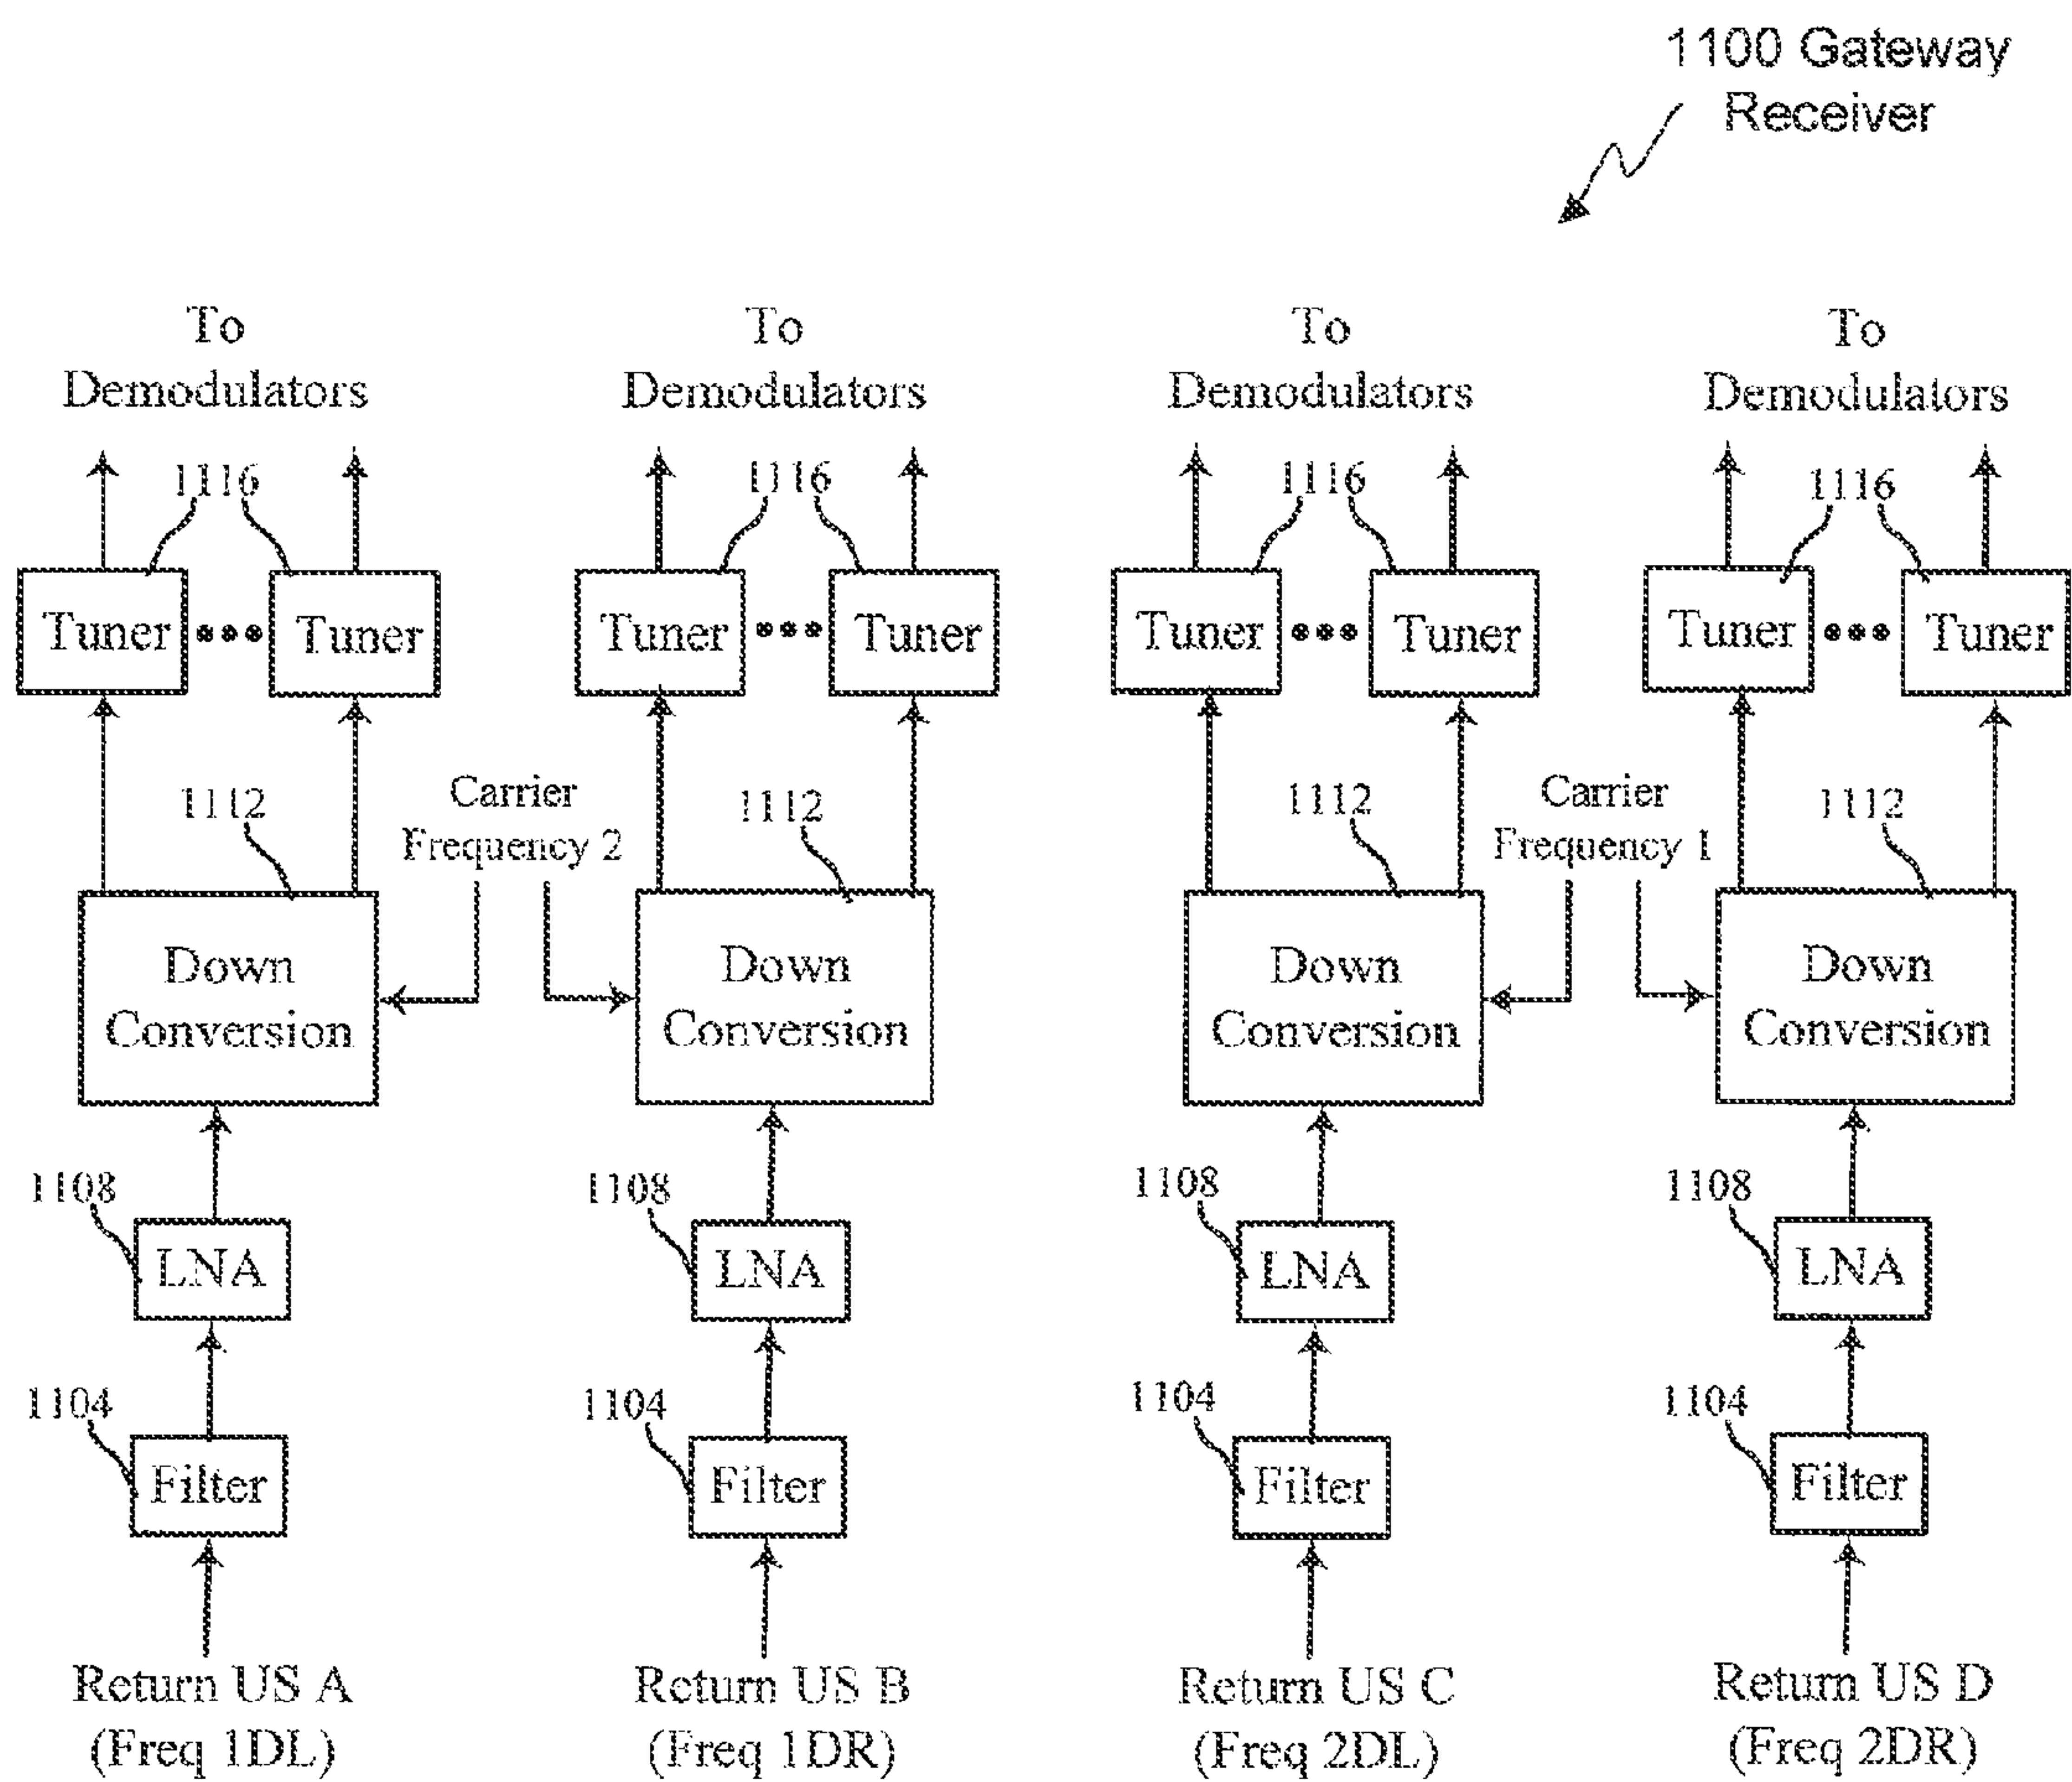 1100 Gateway
Receiver
To
Demodulators
To
Demodulators
To
Demodulators
To
Demodulators
1116
1116
1116
1116
Tuner
Tuner
Tuner
Tuner
Tuner
Tuner
Tuner
Tuner
1112
Carrier
Frequency 2
1112
1112
Carrier
Frequency 1
1112
Down
Conversion
Down
Conversion
Down
Conversion
Down
Conversion
1108
1108
1108
1108
LNA
LNA
LNA
LNA
1104
1104
1104
1104
Filter
Filter
Filter
Filter
Return US A
(Freq 1DL)
Return US B
(Freq 1DR)
Return US C
(Freq 2DL)
Return US D
(Freq 2DR)